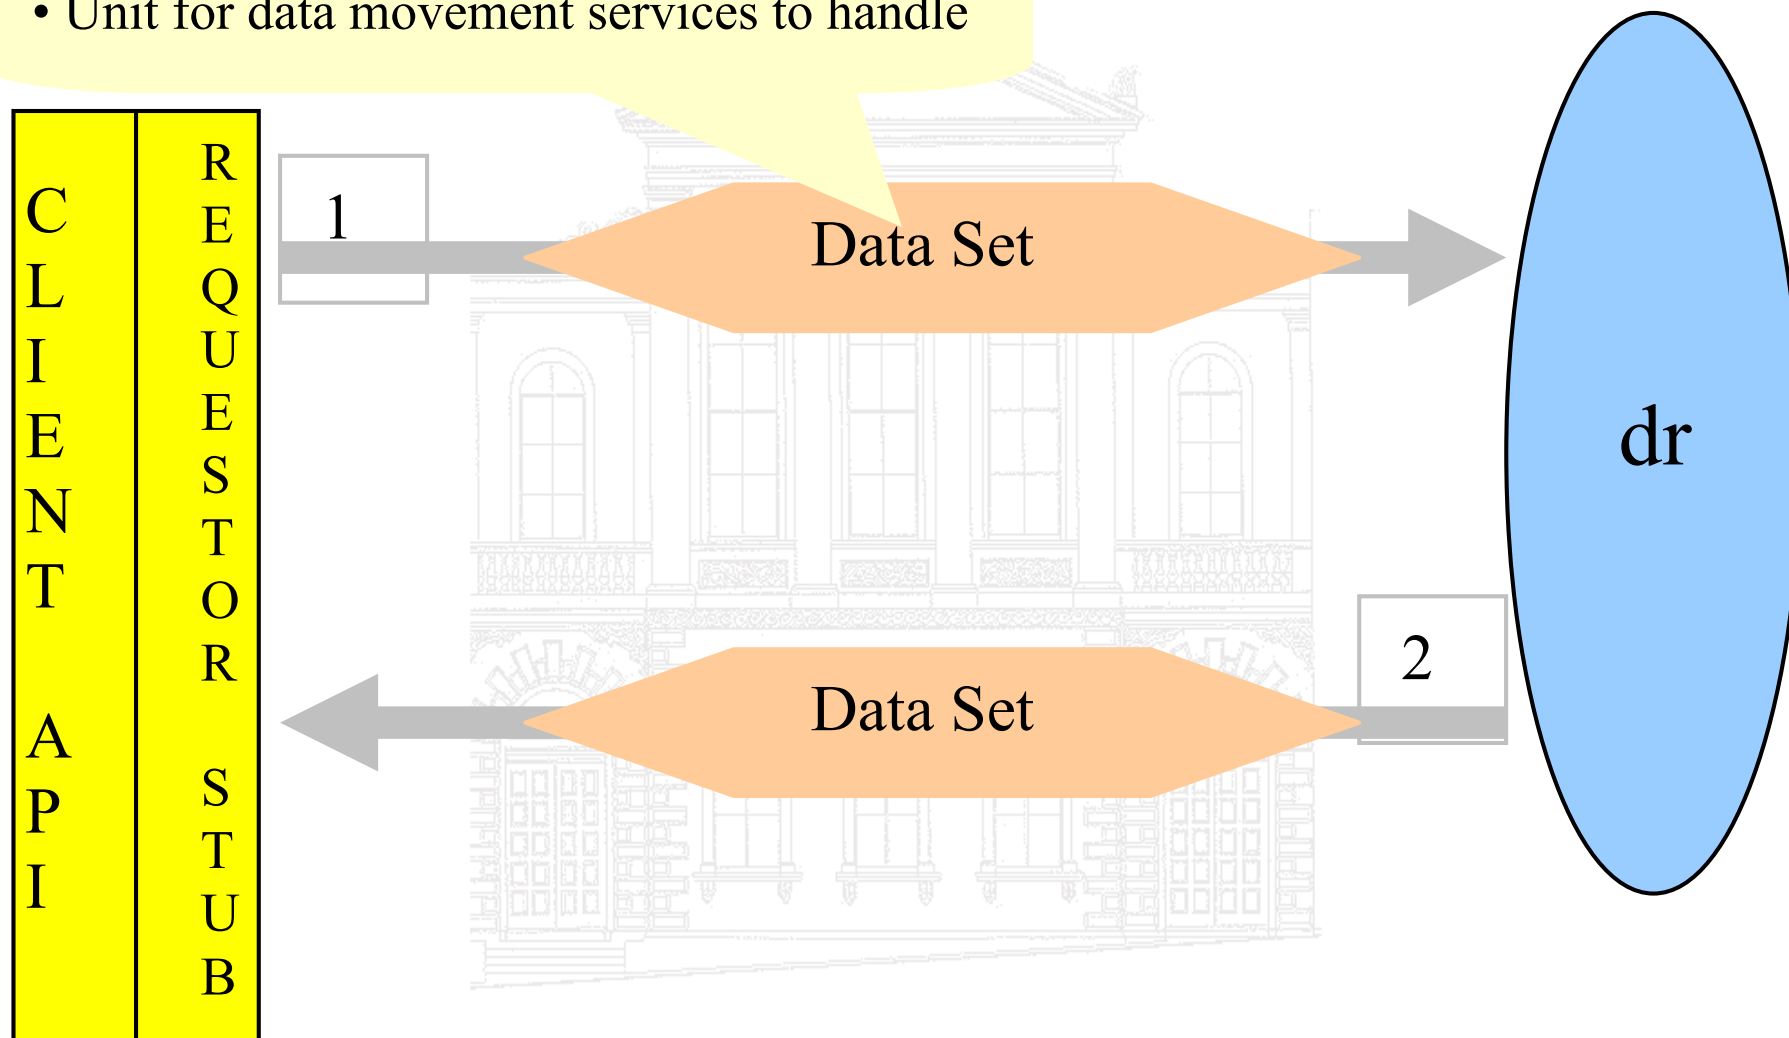 • Unit for data movement services to handle
CLIENT API
REQUESTOR STUB
1
Data Set
dr
2
Data Set